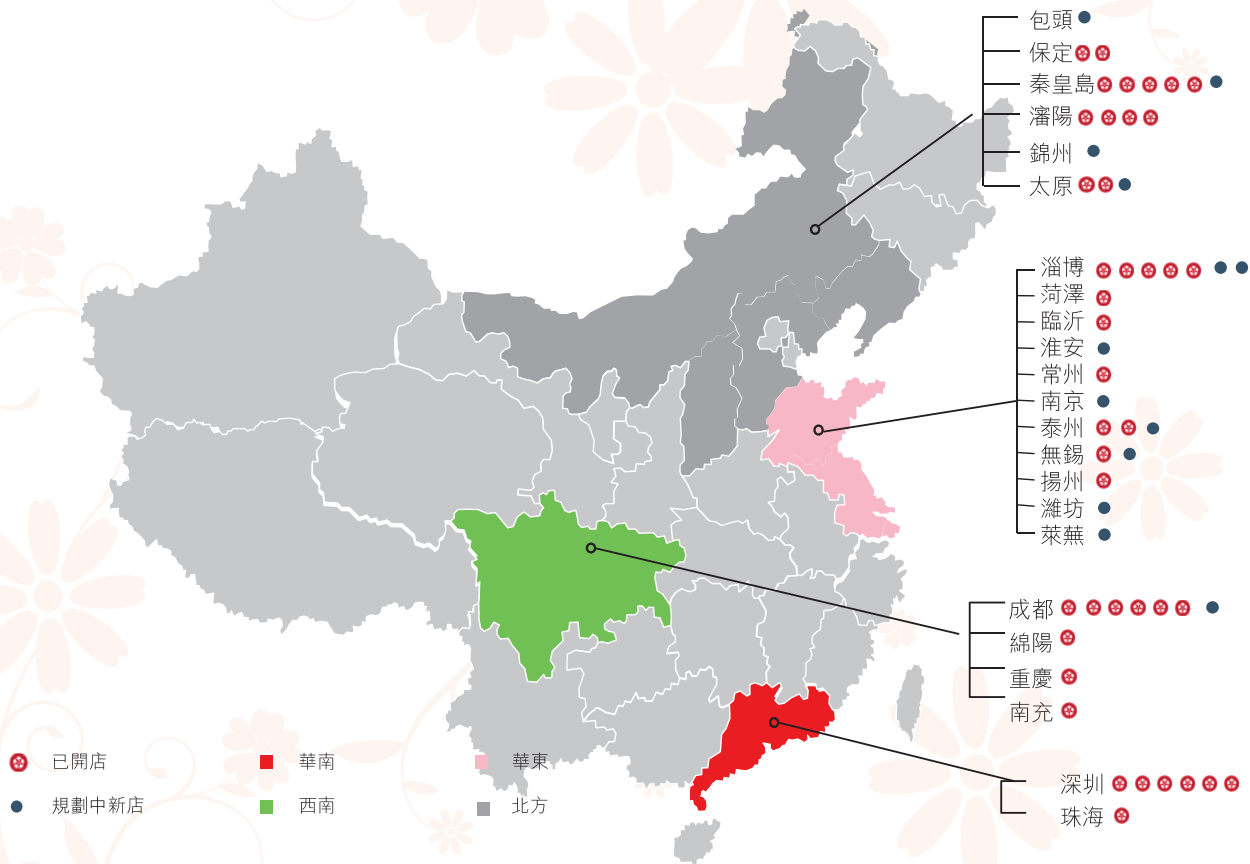 包頭
保定
秦皇島
瀋陽
錦州
太原
淄博
菏澤
臨沂
淮安
常州
南京
泰州
無錫
揚州
濰坊
萊蕪
成都
綿陽
重慶
南充
深圳
珠海
已開店 華南 華東
規劃中新店 西南 北方